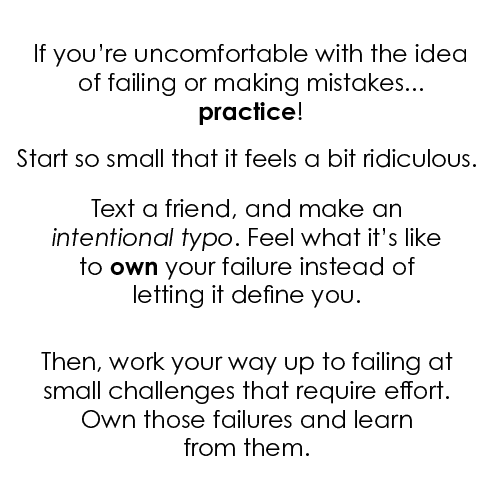 If you're uncomfortable with the idea
of failing or making mistakes...
practice!
Start so small that it feels a bit ridiculous.
Text a friend, and make an
intentional typo. Feel what it's like
to own your failure instead of
letting it define you.
Then, work your way up to failing at
small challenges that require effort.
Own those failures and learn
from them.